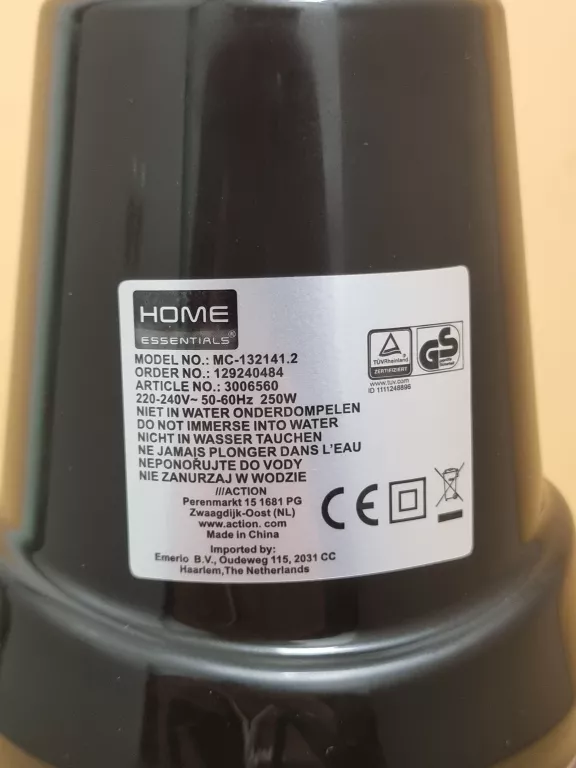 HOME
ESSENTIALS®
MODEL NO.: MC-132141.2
ORDER NO.: 129240484
ARTICLE NO.: 3006560
220-240V~ 50-60Hz 250W
NIET IN WATER ONDERDOMPELEN
DO NOT IMMERSE INTO WATER
NICHT IN WASSER TAUCHEN
NE JAMAIS PLONGER DANS L'EAU
NEPONOŘUJTE DO VODY
NIE ZANURZAJ W WODZIE
///ACTION
Perenmarkt 15 1681 PG
Zwaagdijk-Oost (NL)
www.action.com
Made in China
Imported by:
Emerio B.V., Oudeweg 115, 2031 CC
Haarlem,The Netherlands
TÜVRheinland
ZERTIFIZIERT
GS
www.tuv.com
ID 1111248896
CE